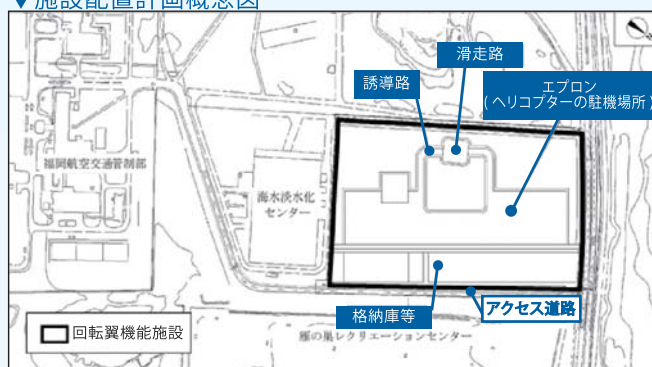 ▼施設配置計画概念図
滑走路
誘導路
エプロン
(ヘリコプターの駐機場所)
福岡航空交通管制部
海水淡水化
センター
格納庫等
アクセス道路
回転翼機能施設
雁の巣レクリエーションセンター